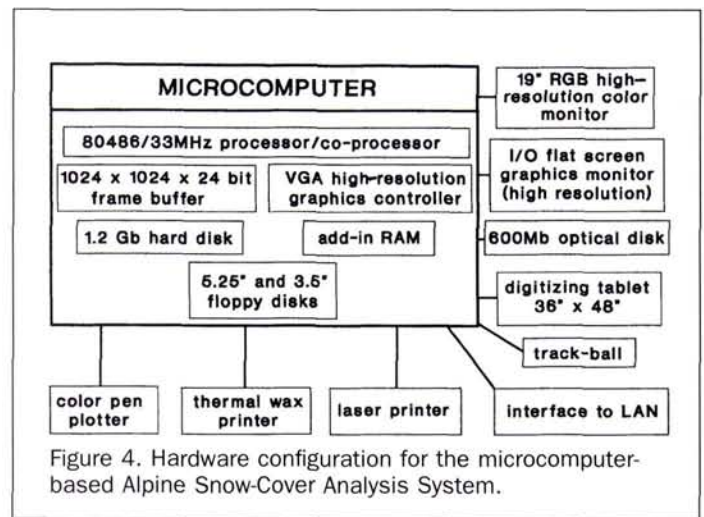 MICROCOMPUTER
80486/33MHz processor/co-processor
1024 x 1024 x 24 bit
frame buffer
VGA high-resolution
graphics controller
1.2 Gb hard disk
add-in RAM
5.25" and 3.5"
floppy disks
19" RGB high-
resolution color
monitor
I/O flat screen
graphics monitor
(high resolution)
600Mb optical disk
digitizing tablet
36" x 48"
track-ball
color pen
plotter
thermal wax
printer
laser printer
interface to LAN
Figure 4. Hardware configuration for the microcomputer-
based Alpine Snow-Cover Analysis System.